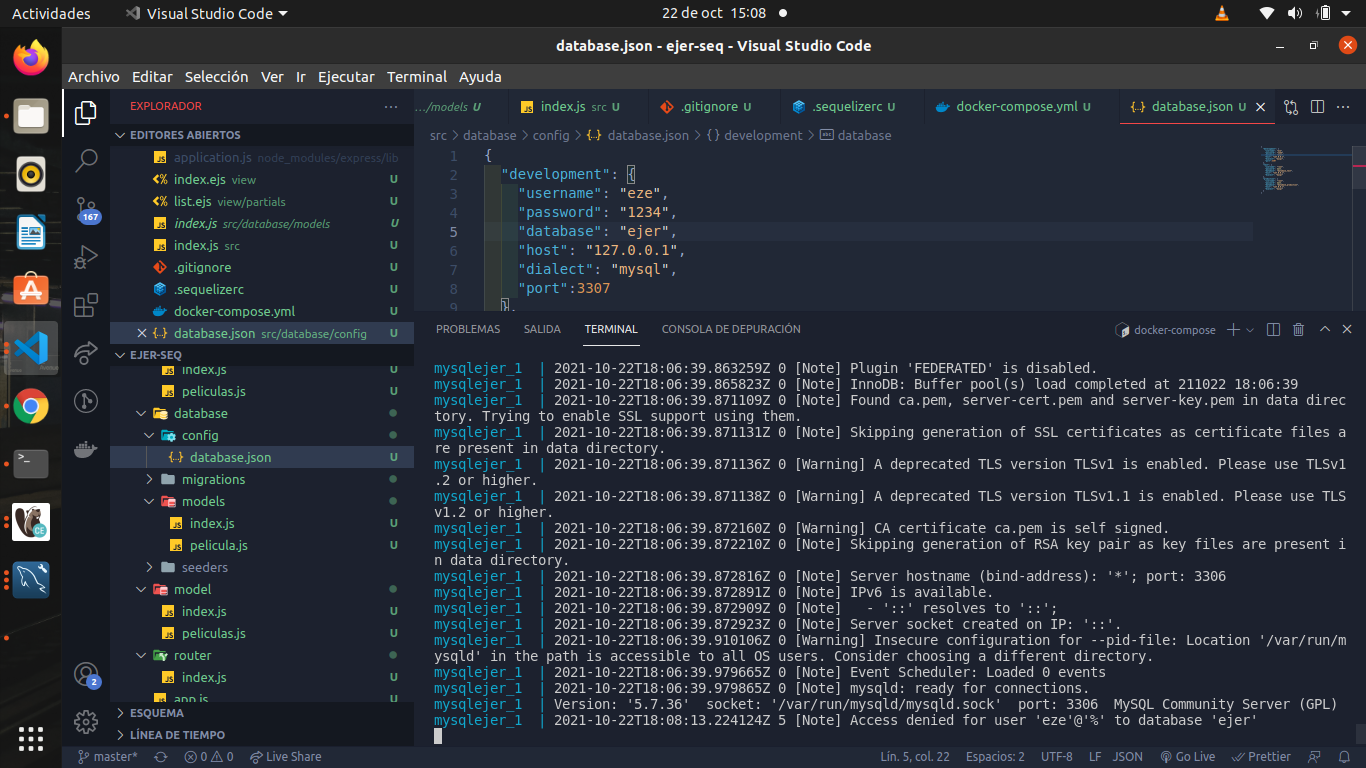 Actividades
Visual Studio Code
22 de oct 15:08
database.json - ejer-seq - Visual Studio Code
Archivo Editar Selección Ver Ir Ejecutar Terminal Ayuda
EXPLORADOR
EDITORES ABIERTOS
application.js node_modules/express/lib
index.ejs view U
list.ejs view/partials U
index.js src/database/models U
index.js src U
.gitignore U
.sequelizerc U
docker-compose.yml U
database.json src/database/config U
EJER-SEQ
index.js U
peliculas.js U
database
config
database.json U
migrations
models
index.js U
pelicula.js U
seeders
model
index.js U
peliculas.js U
router
index.js U
app.js U
ESQUEMA
LÍNEA DE TIEMPO
167
2
…/models U
index.js src U
.gitignore U
.sequelizerc U
docker-compose.yml U
database.json U
src > database > config > {..} database.json > { } development > database
1 {
2 "development": {
3 "username": "eze",
4 "password": "1234",
5 "database": "ejer",
6 "host": "127.0.0.1",
7 "dialect": "mysql",
8 "port":3307
9 },
PROBLEMAS SALIDA TERMINAL CONSOLA DE DEPURACIÓN
docker-compose
mysqlejer_1 | 2021-10-22T18:06:39.863259Z 0 [Note] Plugin 'FEDERATED' is disabled.
mysqlejer_1 | 2021-10-22T18:06:39.865823Z 0 [Note] InnoDB: Buffer pool(s) load completed at 211022 18:06:39
mysqlejer_1 | 2021-10-22T18:06:39.871109Z 0 [Note] Found ca.pem, server-cert.pem and server-key.pem in data direc
tory. Trying to enable SSL support using them.
mysqlejer_1 | 2021-10-22T18:06:39.871131Z 0 [Note] Skipping generation of SSL certificates as certificate files a
re present in data directory.
mysqlejer_1 | 2021-10-22T18:06:39.871136Z 0 [Warning] A deprecated TLS version TLSv1 is enabled. Please use TLSv1
.2 or higher.
mysqlejer_1 | 2021-10-22T18:06:39.871138Z 0 [Warning] A deprecated TLS version TLSv1.1 is enabled. Please use TLS
v1.2 or higher.
mysqlejer_1 | 2021-10-22T18:06:39.872160Z 0 [Warning] CA certificate ca.pem is self signed.
mysqlejer_1 | 2021-10-22T18:06:39.872210Z 0 [Note] Skipping generation of RSA key pair as key files are present i
n data directory.
mysqlejer_1 | 2021-10-22T18:06:39.872816Z 0 [Note] Server hostname (bind-address): '*'; port: 3306
mysqlejer_1 | 2021-10-22T18:06:39.872891Z 0 [Note] IPv6 is available.
mysqlejer_1 | 2021-10-22T18:06:39.872909Z 0 [Note]   - '::' resolves to '::';
mysqlejer_1 | 2021-10-22T18:06:39.872923Z 0 [Note] Server socket created on IP: '::'.
mysqlejer_1 | 2021-10-22T18:06:39.910106Z 0 [Warning] Insecure configuration for --pid-file: Location '/var/run/m
ysqld' in the path is accessible to all OS users. Consider choosing a different directory.
mysqlejer_1 | 2021-10-22T18:06:39.979665Z 0 [Note] Event Scheduler: Loaded 0 events
mysqlejer_1 | 2021-10-22T18:06:39.979865Z 0 [Note] mysqld: ready for connections.
mysqlejer_1 | Version: '5.7.36'  socket: '/var/run/mysqld/mysqld.sock'  port: 3306  MySQL Community Server (GPL)
mysqlejer_1 | 2021-10-22T18:08:13.224124Z 5 [Note] Access denied for user 'eze'@'%' to database 'ejer'
master* 0 0 Live Share
Lín. 5, col. 22 Espacios: 2 UTF-8 LF JSON Go Live Prettier